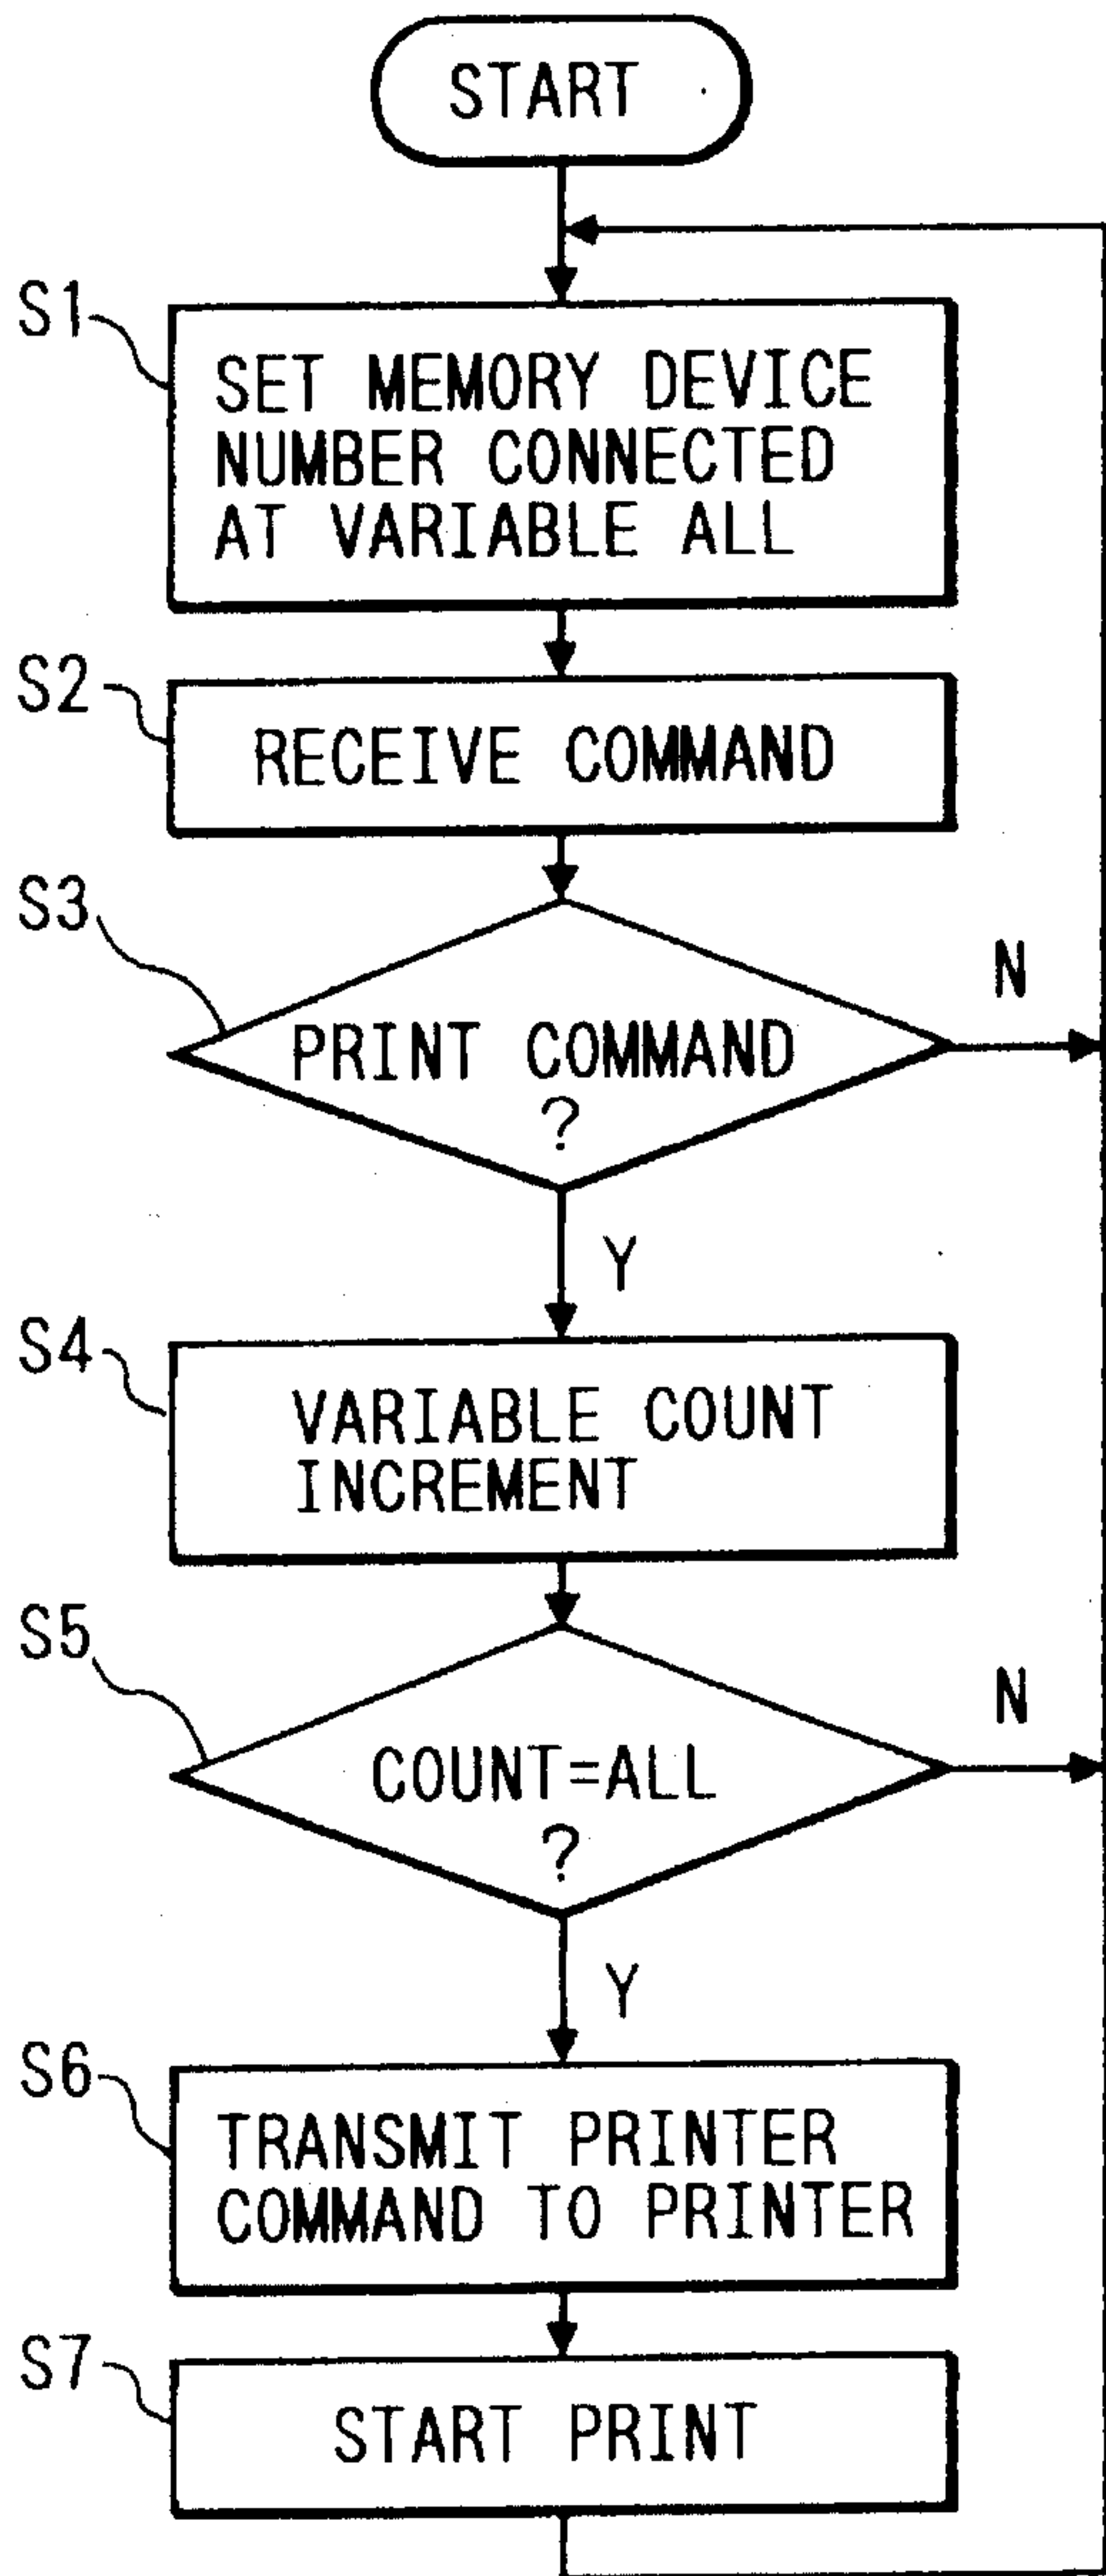 START
S1
SET MEMORY DEVICE
NUMBER CONNECTED
AT VARIABLE ALL
S2
RECEIVE COMMAND
S3
PRINT COMMAND
?
N
Y
S4
VARIABLE COUNT
INCREMENT
S5
COUNT=ALL
?
N
Y
S6
TRANSMIT PRINTER
COMMAND TO PRINTER
S7
START PRINT